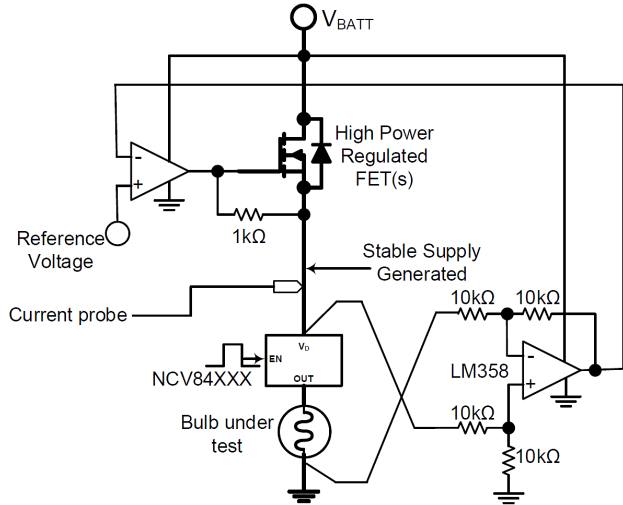 VBATT
High Power
Regulated
FET(s)
-
+
1kΩ
Reference
Voltage
Stable Supply
Generated
Current probe
10kΩ
10kΩ
VD
EN
NCV84XXX
OUT
LM358
-
+
Bulb under
test
10kΩ
10kΩ